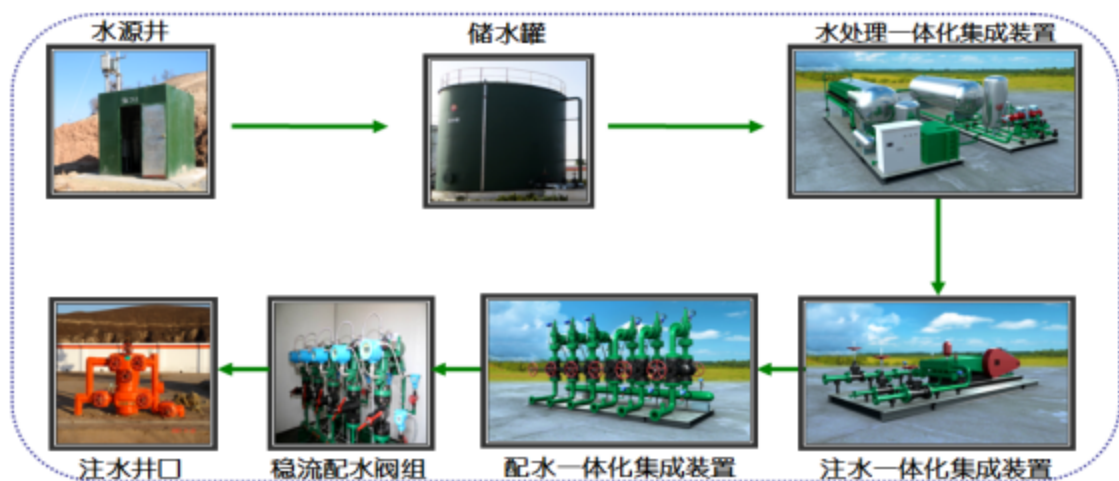 水源井
储水罐
水处理一体化集成装置
注水井口
稳流配水阀组
配水一体化集成装置
注水一体化集成装置